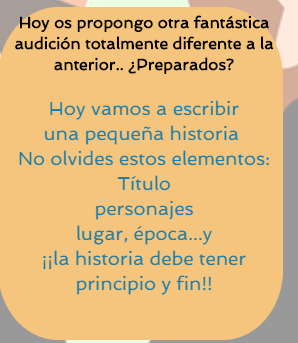 Hoy os propongo otra fantástica
audición totalmente diferente a la
anterior.. ¿Preparados?
Hoy vamos a escribir
una pequeña historia
No olvides estos elementos:
Título
personajes
lugar, época...y
¡¡la historia debe tener
principio y fin!!